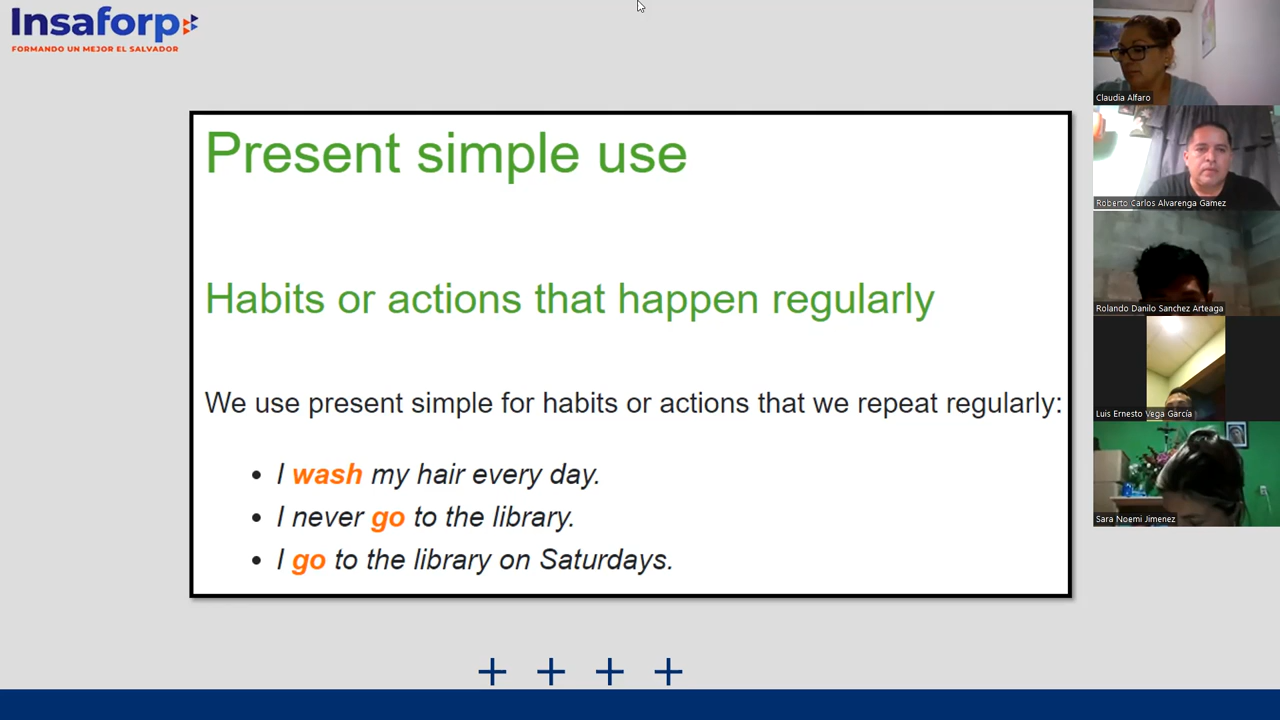 Insaforp
FORMANDO UN MEJOR EL SALVADOR
Present simple use
Habits or actions that happen regularly
We use present simple for habits or actions that we repeat regularly:
• I wash my hair every day.
• I never go to the library.
• I go to the library on Saturdays.
Claudia Alfaro
Roberto Carlos Alvarenga Gamez
Rolando Danilo Sanchez Arteaga
Luis Ernesto Vega García
Sara Noemi Jimenez